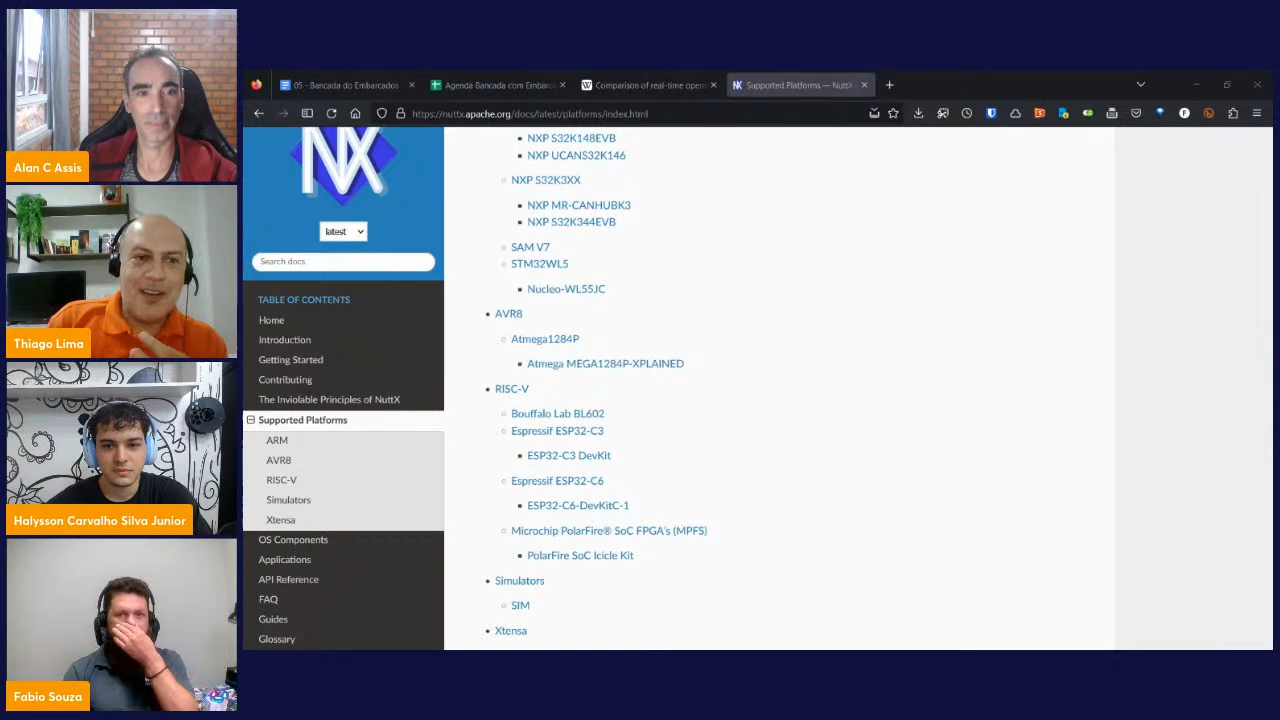 Alan C Assis
Thiago Lima
Halysson Carvalho Silva Junior
Fabio Souza
05 - Bancada do Embarcados
Agenda Bancada com Embarc
Comparison of real-time oper
Supported Platforms — NuttX
https://nuttx.apache.org/docs/latest/platforms/index.html
NX
latest
Search docs
TABLE OF CONTENTS
Home
Introduction
Getting Started
Contributing
The Inviolable Principles of NuttX
Supported Platforms
ARM
AVR8
RISC-V
Simulators
Xtensa
OS Components
Applications
API Reference
FAQ
Guides
Glossary
NXP S32K148EVB
NXP UCANS32K146
NXP S32K3XX
NXP MR-CANHUBK3
NXP S32K344EVB
SAM V7
STM32WL5
Nucleo-WL55JC
AVR8
Atmega1284P
Atmega MEGA1284P-XPLAINED
RISC-V
Bouffalo Lab BL602
Espressif ESP32-C3
ESP32-C3 DevKit
Espressif ESP32-C6
ESP32-C6-DevKitC-1
Microchip PolarFire® SoC FPGA's (MPFS)
PolarFire SoC Icicle Kit
Simulators
SIM
Xtensa